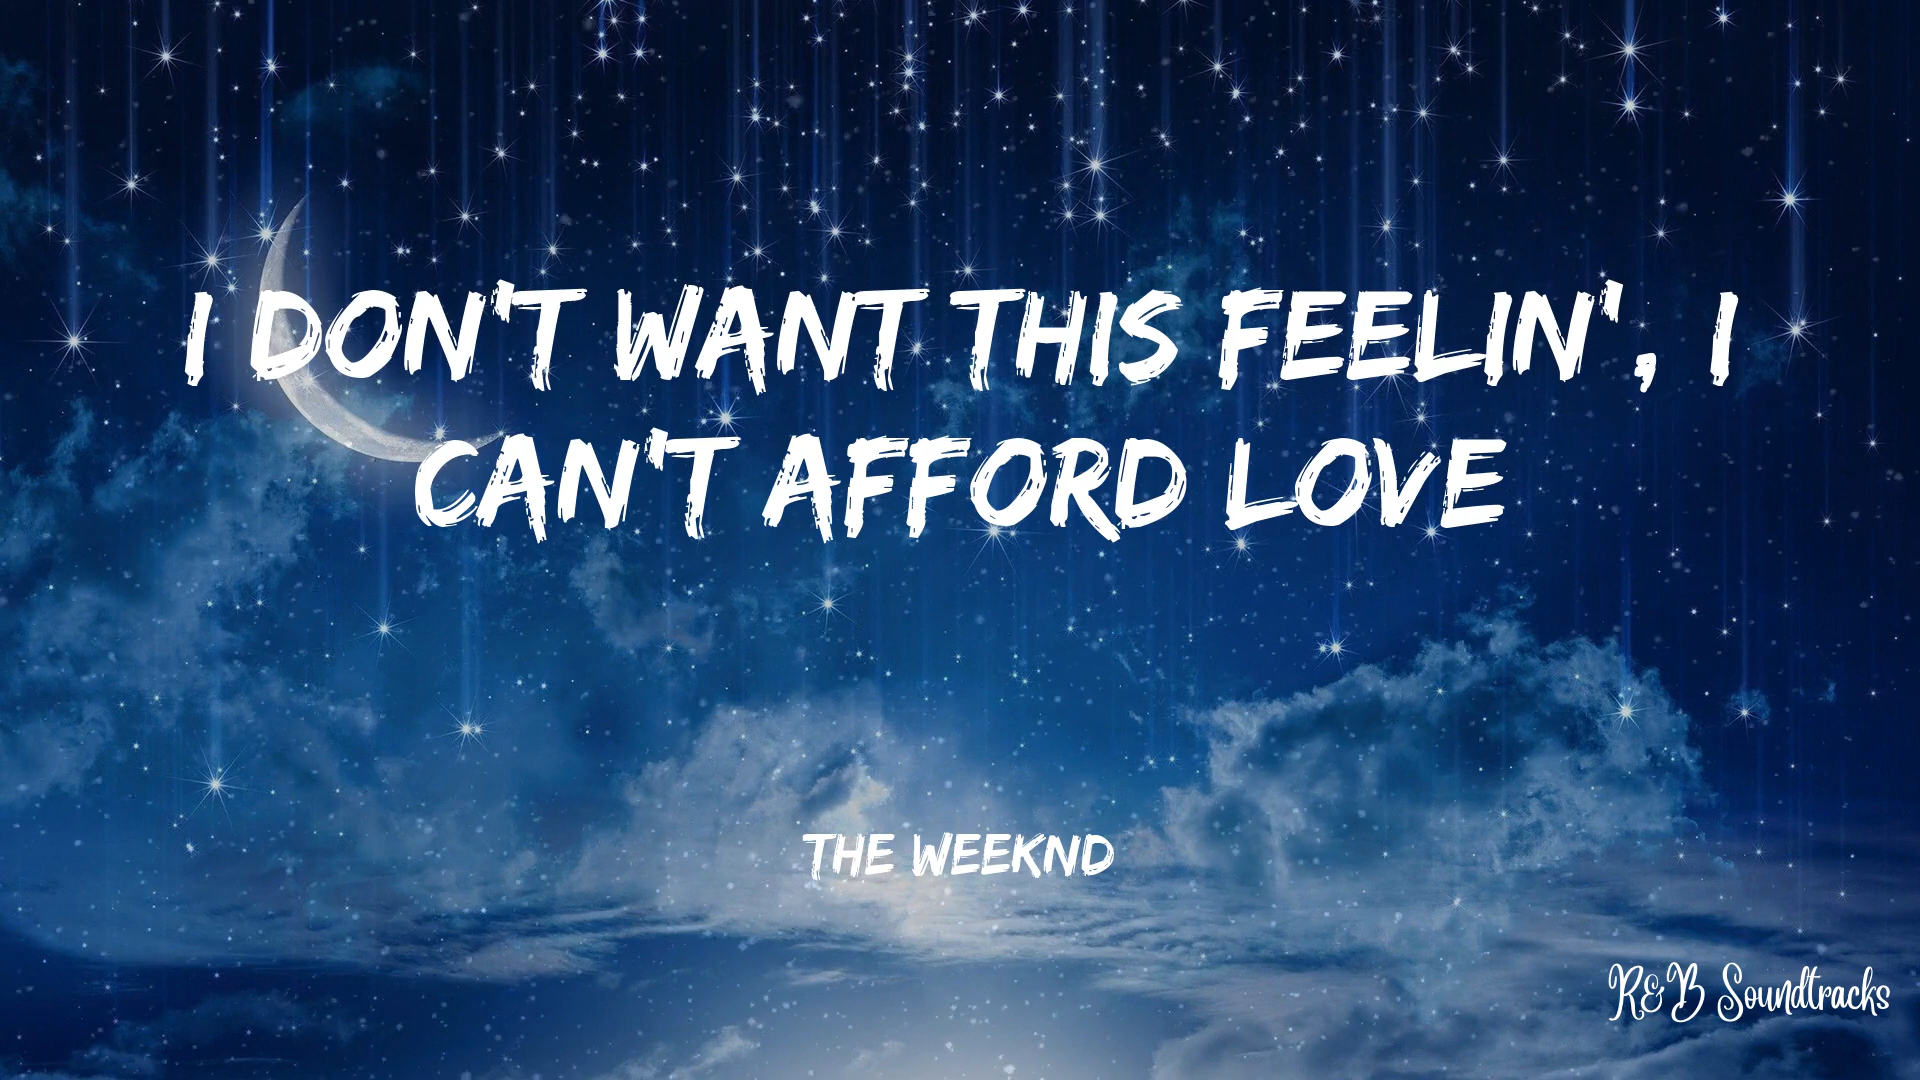 I DON'T WANT THIS FEELIN', I
CAN'T AFFORD LOVE
THE WEEKND
R&B Soundtracks